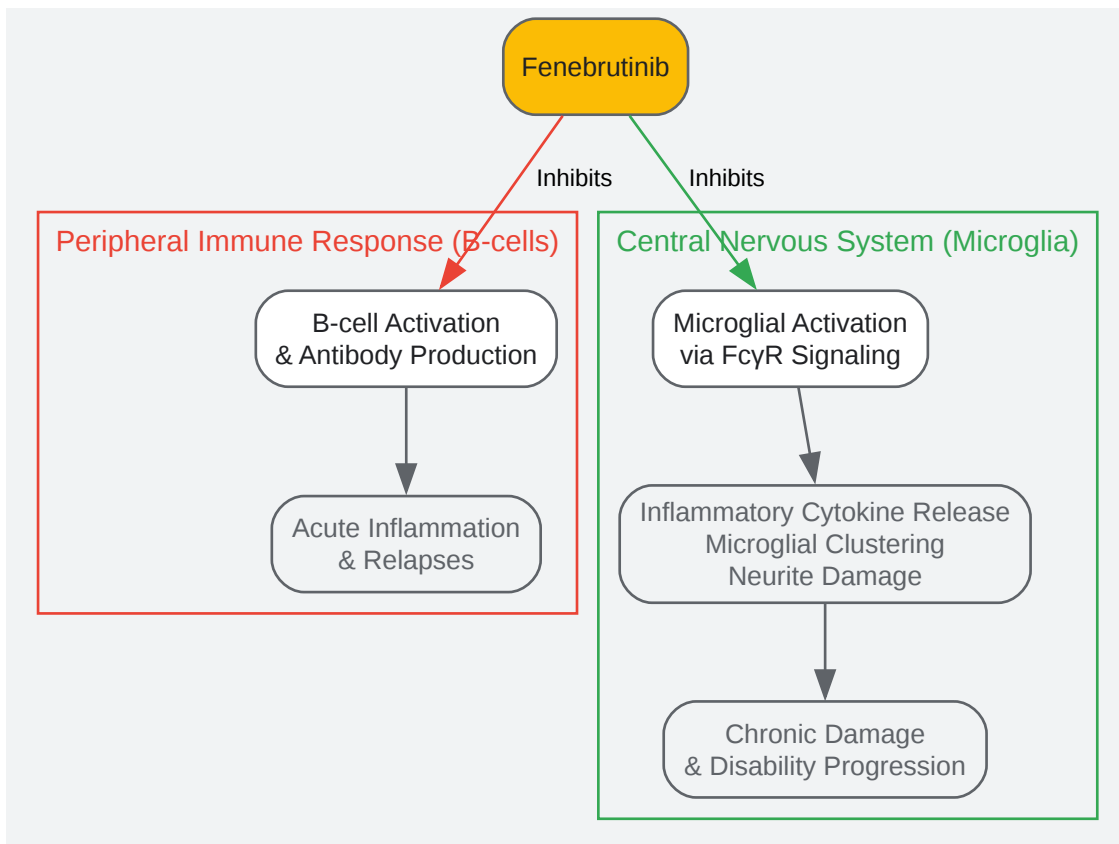 Fenebrutinib
Inhibits
Inhibits
Peripheral Immune Response (B-cells)
B-cell Activation
& Antibody Production
Acute Inflammation
& Relapses
Central Nervous System (Microglia)
Microglial Activation
via FcγR Signaling
Inflammatory Cytokine Release
Microglial Clustering
Neurite Damage
Chronic Damage
& Disability Progression